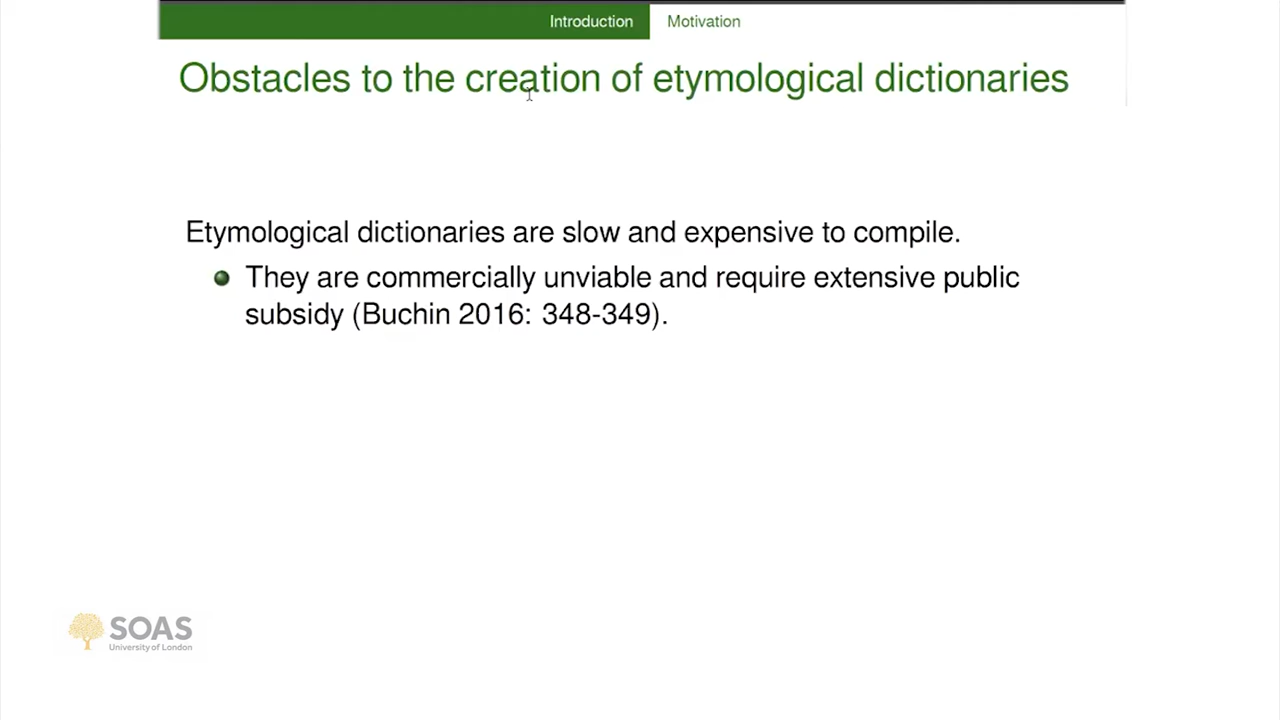 Introduction
Motivation
Obstacles to the creation of etymological dictionaries
Etymological dictionaries are slow and expensive to compile.
They are commercially unviable and require extensive public
subsidy (Buchin 2016: 348-349).
SOAS
University of London